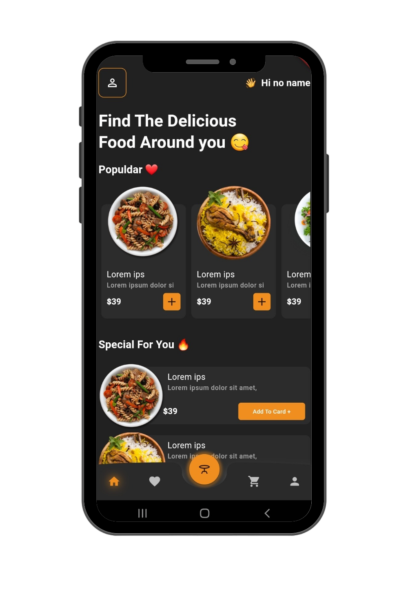 👋 Hi no name
Find The Delicious
Food Around you 😋
Populdar ❤️
Lorem ips
Lorem ipsum dolor si
$39
+
Lorem ips
Lorem ipsum dolor si
$39
+
Lorem
Lorem i
$39
Special For You 🔥
Lorem ips
Lorem ipsum dolor sit amet,
$39
Add To Card +
Lorem ips
Lorem ipsum dolor sit amet,